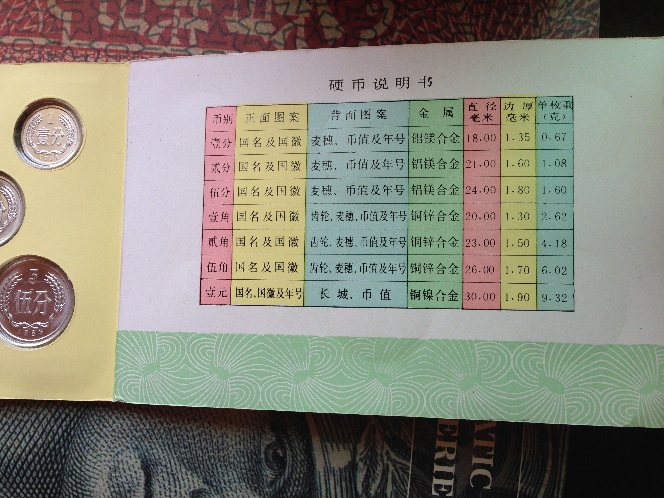 硬币说明书
币别 正面图案 背面图案 金属 直径毫米 边厚毫米 单枚重(克)
壹分 国名及国徽 麦穗、币值及年号 铝镁合金 18.00 1.35 0.67
贰分 国名及国徽 麦穗、币值及年号 铝镁合金 21.00 1.60 1.08
伍分 国名及国徽 麦穗、币值及年号 铝镁合金 24.00 1.80 1.60
壹角 国名及国徽 齿轮、麦穗、币值及年号 铜锌合金 20.00 1.30 2.62
贰角 国名及国徽 齿轮、麦穗、币值及年号 铜锌合金 23.00 1.50 4.18
伍角 国名及国徽 齿轮、麦穗、币值及年号 铜锌合金 26.00 1.70 6.02
壹元 国名、国徽及年号 长城、币值 铜镍合金 30.00 1.90 9.32
1
壹分
5
伍分